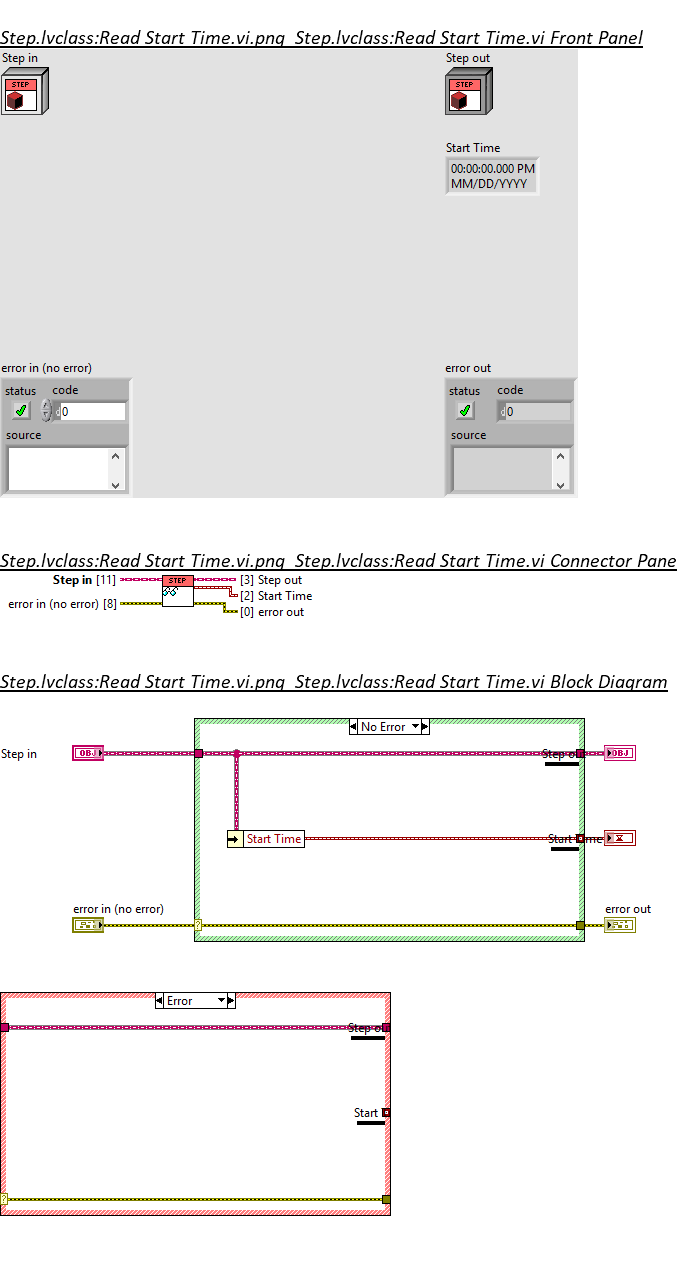 Step.lvclass:Read Start Time.vi.png Step.lvclass:Read Start Time.vi Front Panel
Step in
Step out
STEP
STEP
Start Time
00:00:00.000 PM
MM/DD/YYYY
error in (no error)
error out
status code
status code
d 0
d 0
source
source
Step.lvclass:Read Start Time.vi.png Step.lvclass:Read Start Time.vi Connector Pane
Step in [11]
STEP
[3] Step out
[2] Start Time
error in (no error) [8]
[0] error out
Step.lvclass:Read Start Time.vi.png Step.lvclass:Read Start Time.vi Block Diagram
No Error
Step in
OBJ
Step out
OBJ
Start Time
Start Time
error in (no error)
error out
?
Error
Step out
Start
?